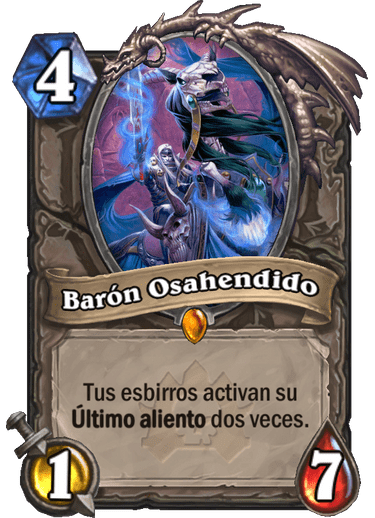 4
Barón Osahendido
Tus esbirros activan su
Último aliento dos veces.
1
7